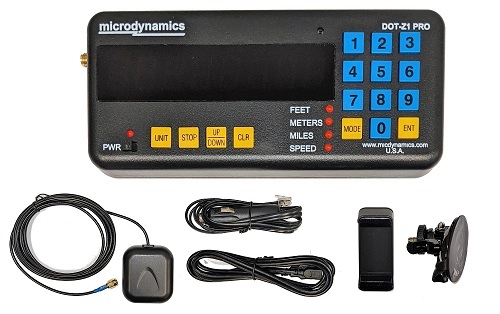 microdynamics
DOT-Z1 PRO
1 2 3
4 5 6
7 8 9
MODE 0 ENT
FEET
METERS
MILES
SPEED
PWR
UNIT STOP UP DOWN CLR
www.microdynamics.com
U.S.A.